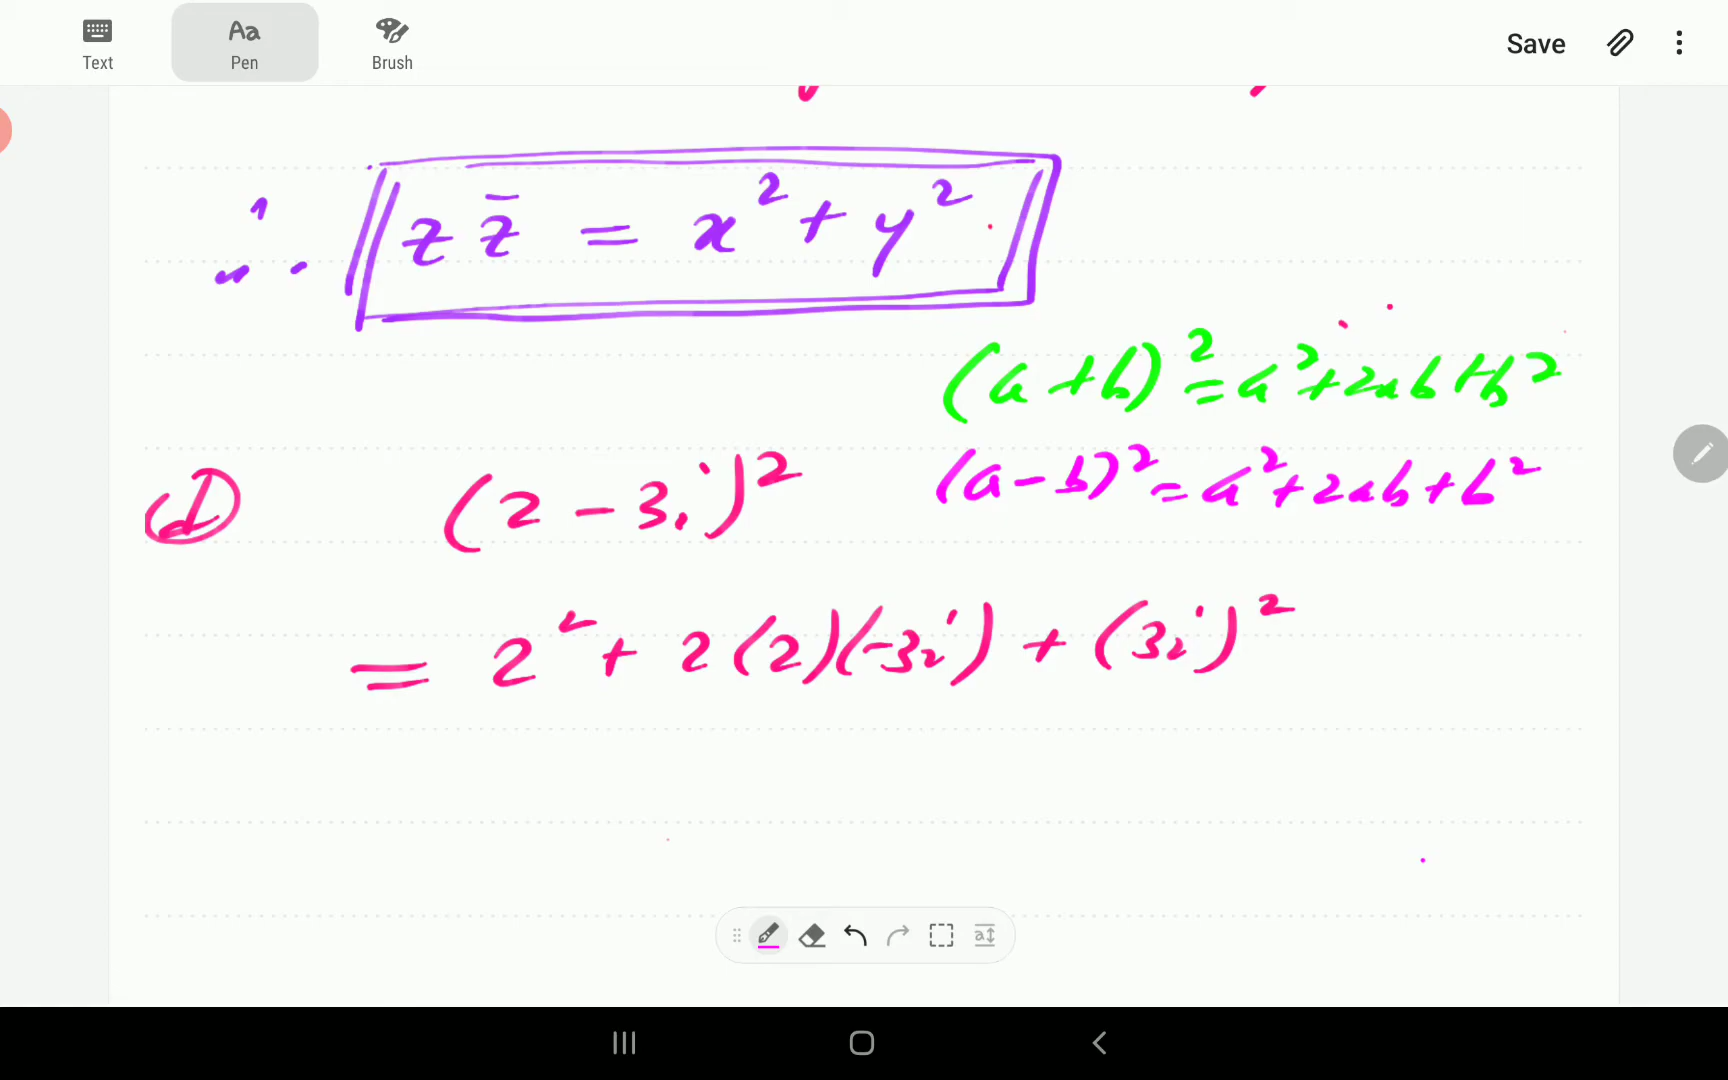 Text Pen Brush Save
∴ z z̄ = x² + y²
(a+b)² = a² + 2ab + b²
(a-b)² = a² + 2ab + b²
d (2 - 3i)²
= 2² + 2(2)(-3i) + (3i)²